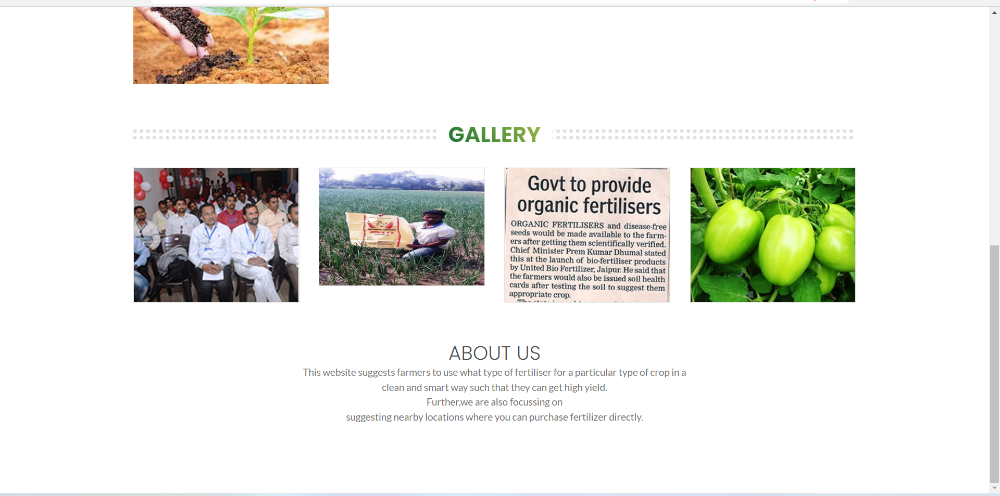 GALLERY
Govt to provide
organic fertilisers
ORGANIC FERTILISERS and disease-free
seeds would be made available to the farm-
ers after getting them scientifically verified.
Chief Minister Prem Kumar Dhumal stated
this at the launch of bio-fertiliser products
by United Bio Fertilizer, Jaipur. He said that
the farmers would also be issued soil health
cards after testing the soil to suggest them
appropriate crop.
ABOUT US
This website suggests farmers to use what type of fertiliser for a particular type of crop in a
clean and smart way such that they can get high yield.
Further,we are also focussing on
suggesting nearby locations where you can purchase fertilizer directly.